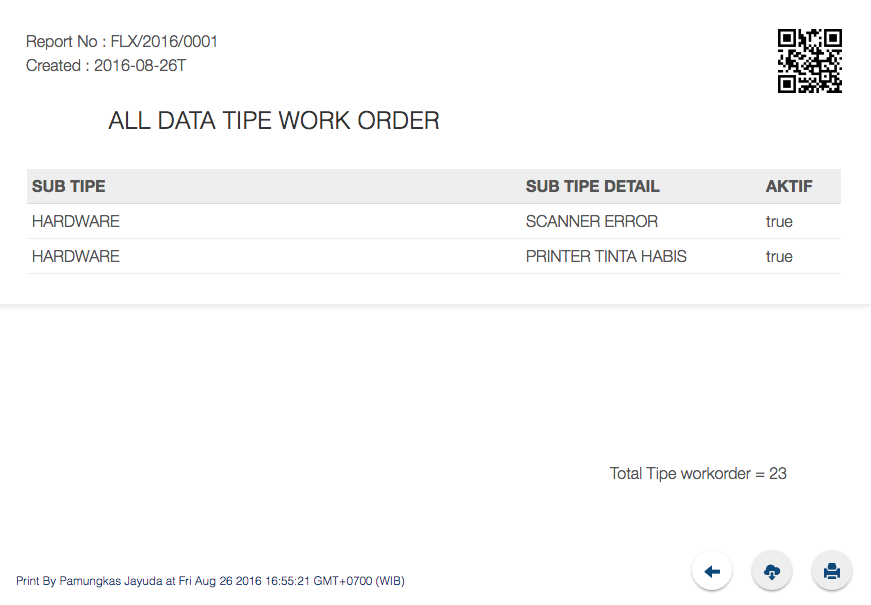 Report No : FLX/2016/0001
Created : 2016-08-26T
ALL DATA TIPE WORK ORDER
SUB TIPE SUB TIPE DETAIL AKTIF
HARDWARE SCANNER ERROR true
HARDWARE PRINTER TINTA HABIS true
Total Tipe workorder = 23
Print By Pamungkas Jayuda at Fri Aug 26 2016 16:55:21 GMT+0700 (WIB)